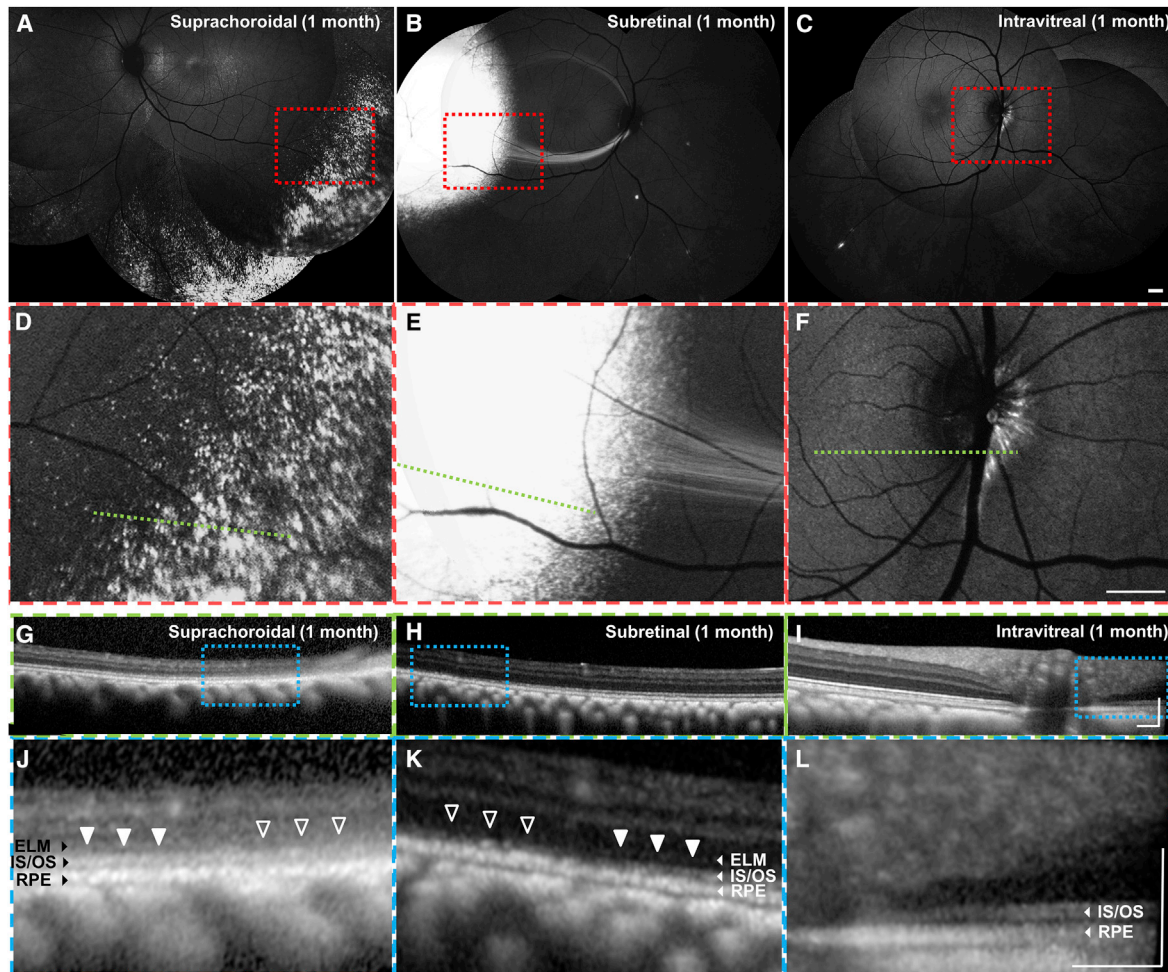 A Suprachoroidal (1 month)
B Subretinal (1 month)
C Intravitreal (1 month)
D
E
F
G Suprachoroidal (1 month)
H Subretinal (1 month)
I Intravitreal (1 month)
J
ELM
IS/OS
RPE
K
ELM
IS/OS
RPE
L
IS/OS
RPE